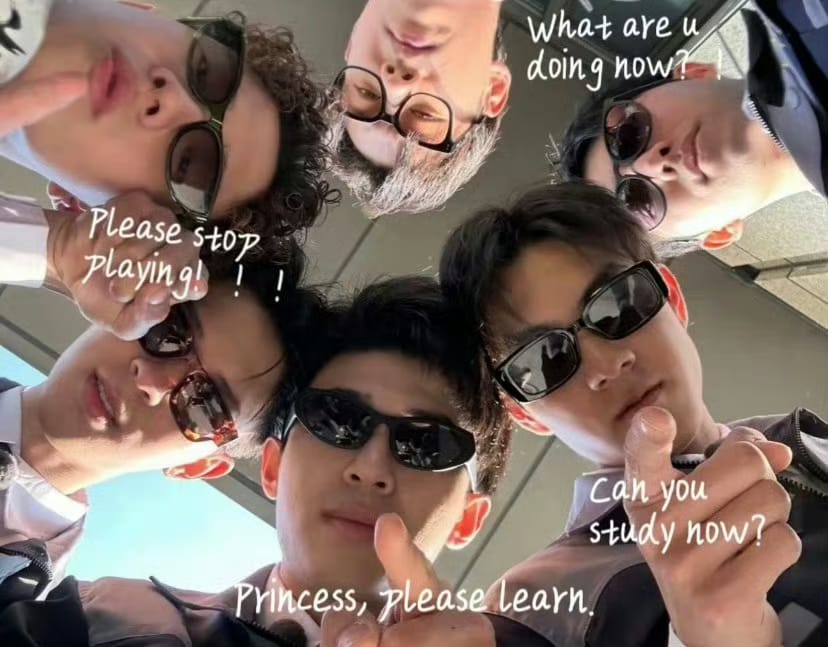 What are u
doing now? !
Please stop
playing! ! !
Can you
study now?
Princess, please learn.